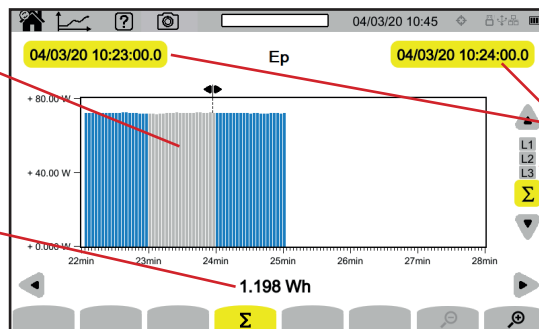 04/03/20 10:45
04/03/20 10:23:00.0
Ep
04/03/20 10:24:00.0
+ 80.00 W
+ 40.00 W
+ 0.000 W
22min 23min 24min 25min 26min 27min 28min
L1
L2
L3
Σ
1.198 Wh
Σ